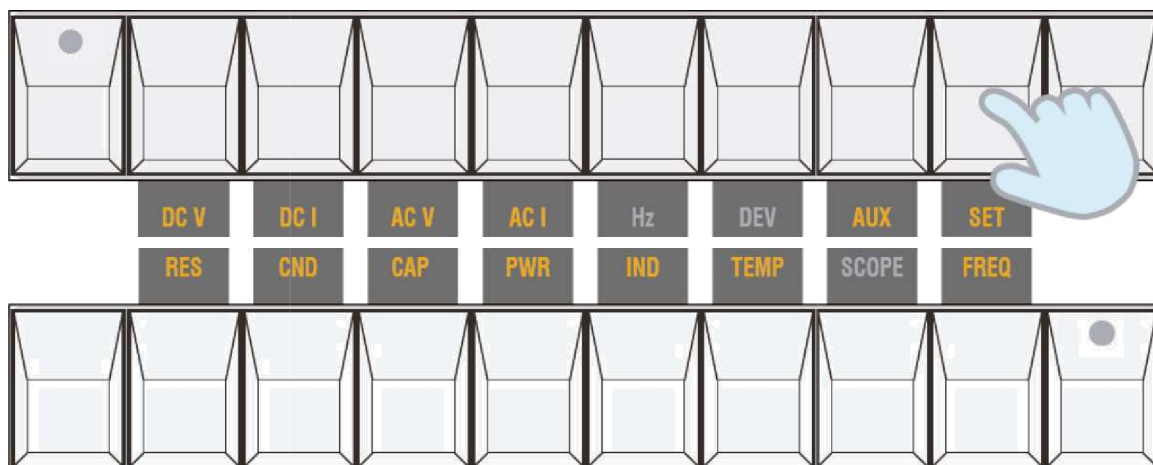 DC V DC I AC V AC I Hz DEV AUX SET
RES CND CAP PWR IND TEMP SCOPE FREQ